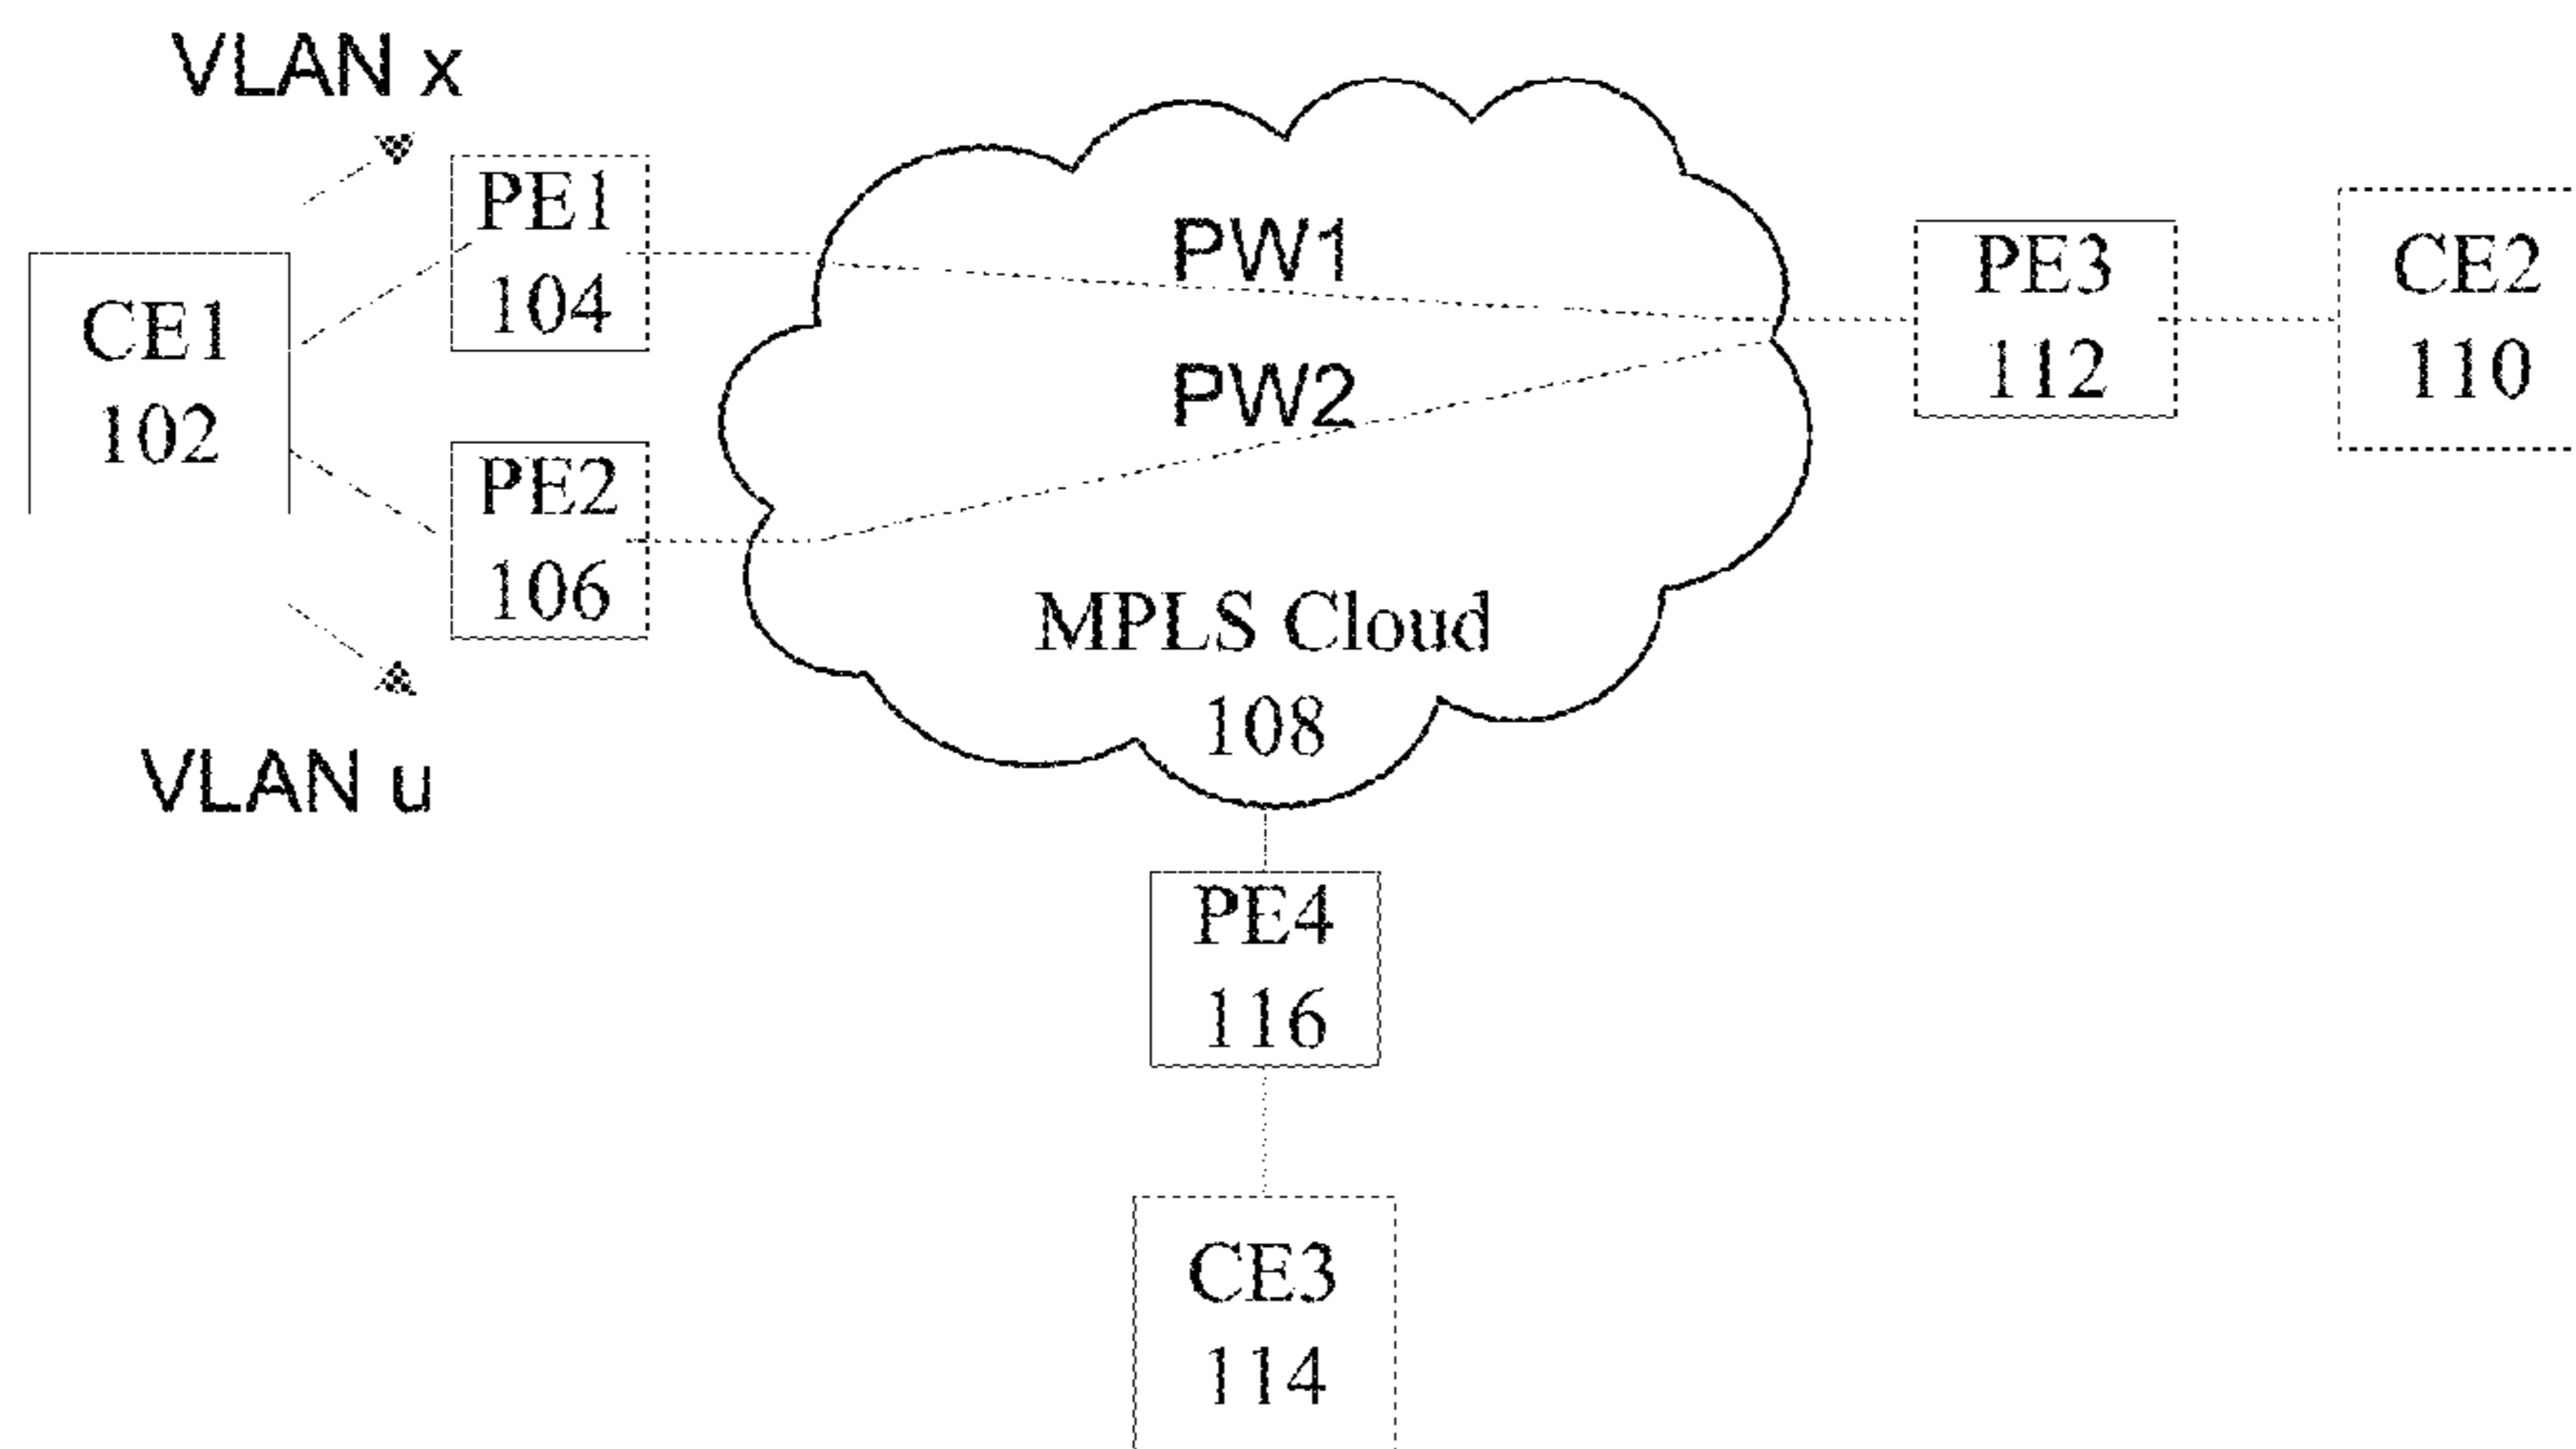 VLAN x
CE1
102
PE1
104
PE2
106
VLAN u
PW1
PW2
MPLS Cloud
108
PE3
112
CE2
110
PE4
116
CE3
114